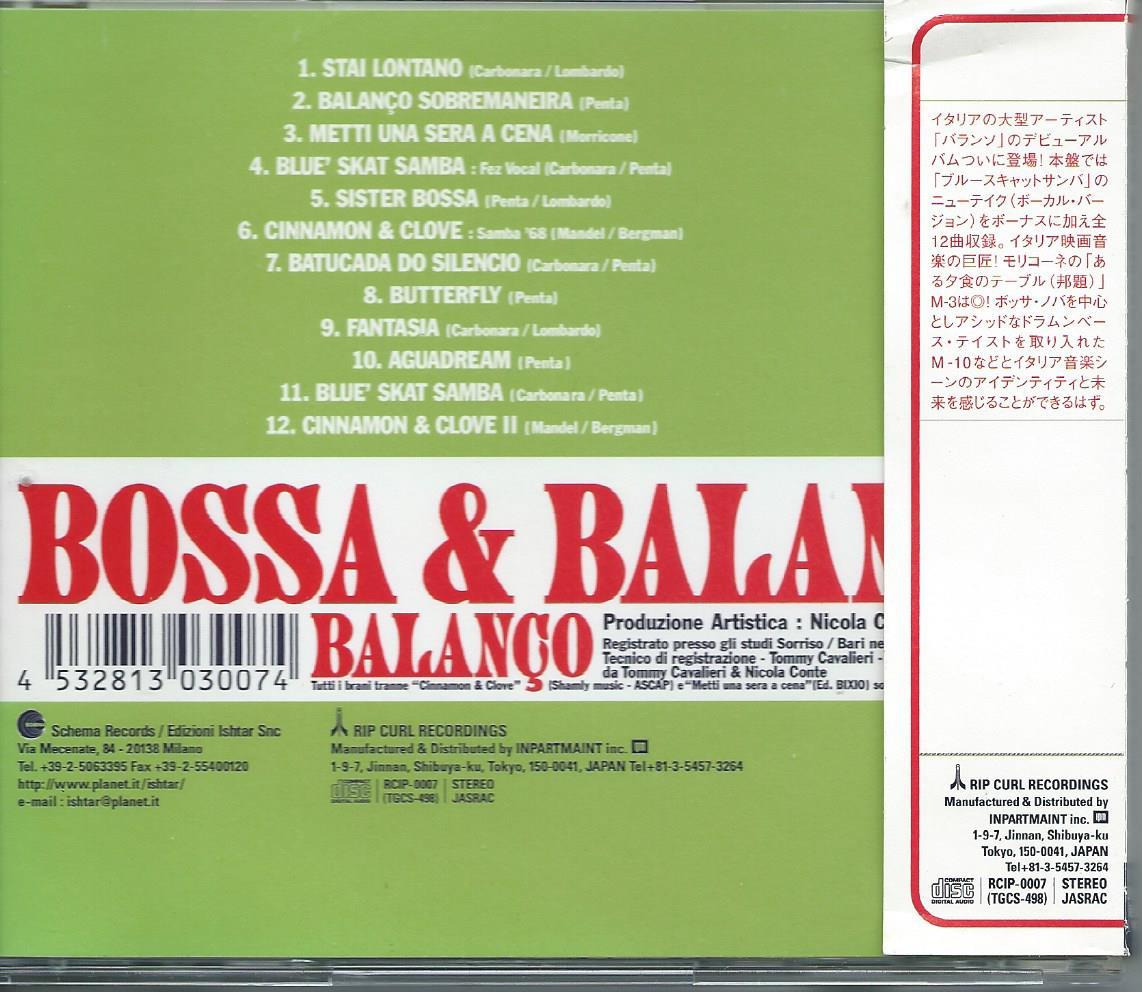 1. STAI LONTANO (Carbonara / Lombardo)
2. BALANÇO SOBREMANEIRA (Penta)
3. METTI UNA SERA A CENA (Morricone)
4. BLUE' SKAT SAMBA : Fez Vocal (Carbonara / Penta)
5. SISTER BOSSA (Penta / Lombardo)
6. CINNAMON & CLOVE : Samba '68 (Mandel / Bergman)
7. BATUCADA DO SILENCIO (Carbonara / Penta)
8. BUTTERFLY (Penta)
9. FANTASIA (Carbonara / Lombardo)
10. AGUADREAM (Penta)
11. BLUE' SKAT SAMBA (Carbonara / Penta)
12. CINNAMON & CLOVE II (Mandel / Bergman)
BOSSA & BALAN
BALANÇO
4 532813 030074
Produzione Artistica : Nicola C
Registrato presso gli studi Sorriso / Bari ne
Tecnico di registrazione - Tommy Cavalieri -
da Tommy Cavalieri & Nicola Conte
Tutti i brani tranne "Cinnamon & Clove" (Shamly music - ASCAP) e "Metti una sera a cena" (Ed. BIXIO) so
Schema Records / Edizioni Ishtar Snc
Via Mecenate, 84 - 20138 Milano
Tel. +39-2-5063395 Fax +39-2-55400120
http://www.planet.it/ishtar/
e-mail : ishtar@planet.it
RIP CURL RECORDINGS
Manufactured & Distributed by INPARTMAINT inc.
1-9-7, Jinnan, Shibuya-ku, Tokyo, 150-0041, JAPAN Tel+81-3-5457-3264
disc DIGITAL AUDIO RCIP-0007 STEREO
(TGCS-498) JASRAC
イタリアの大型アーティスト
「バランソ」のデビューアル
バムついに登場! 本盤では
「ブルースキャットサンバ」の
ニューテイク(ボーカル・バー
ジョン)をボーナスに加え全
12曲収録。イタリア映画音
楽の巨匠! モリコーネの「あ
る夕食のテーブル(邦題)」
M-3は◎! ボッサ・ノバを中心
としアシッドなドラムンベー
ス・テイストを取り入れた
M-10などとイタリア音楽シ
ーンのアイデンティティと未
来を感じることができるはず。
RIP CURL RECORDINGS
Manufactured & Distributed by
INPARTMAINT inc.
1-9-7, Jinnan, Shibuya-ku
Tokyo, 150-0041, JAPAN
Tel+81-3-5457-3264
COMPACT disc DIGITAL AUDIO RCIP-0007 STEREO
(TGCS-498) JASRAC